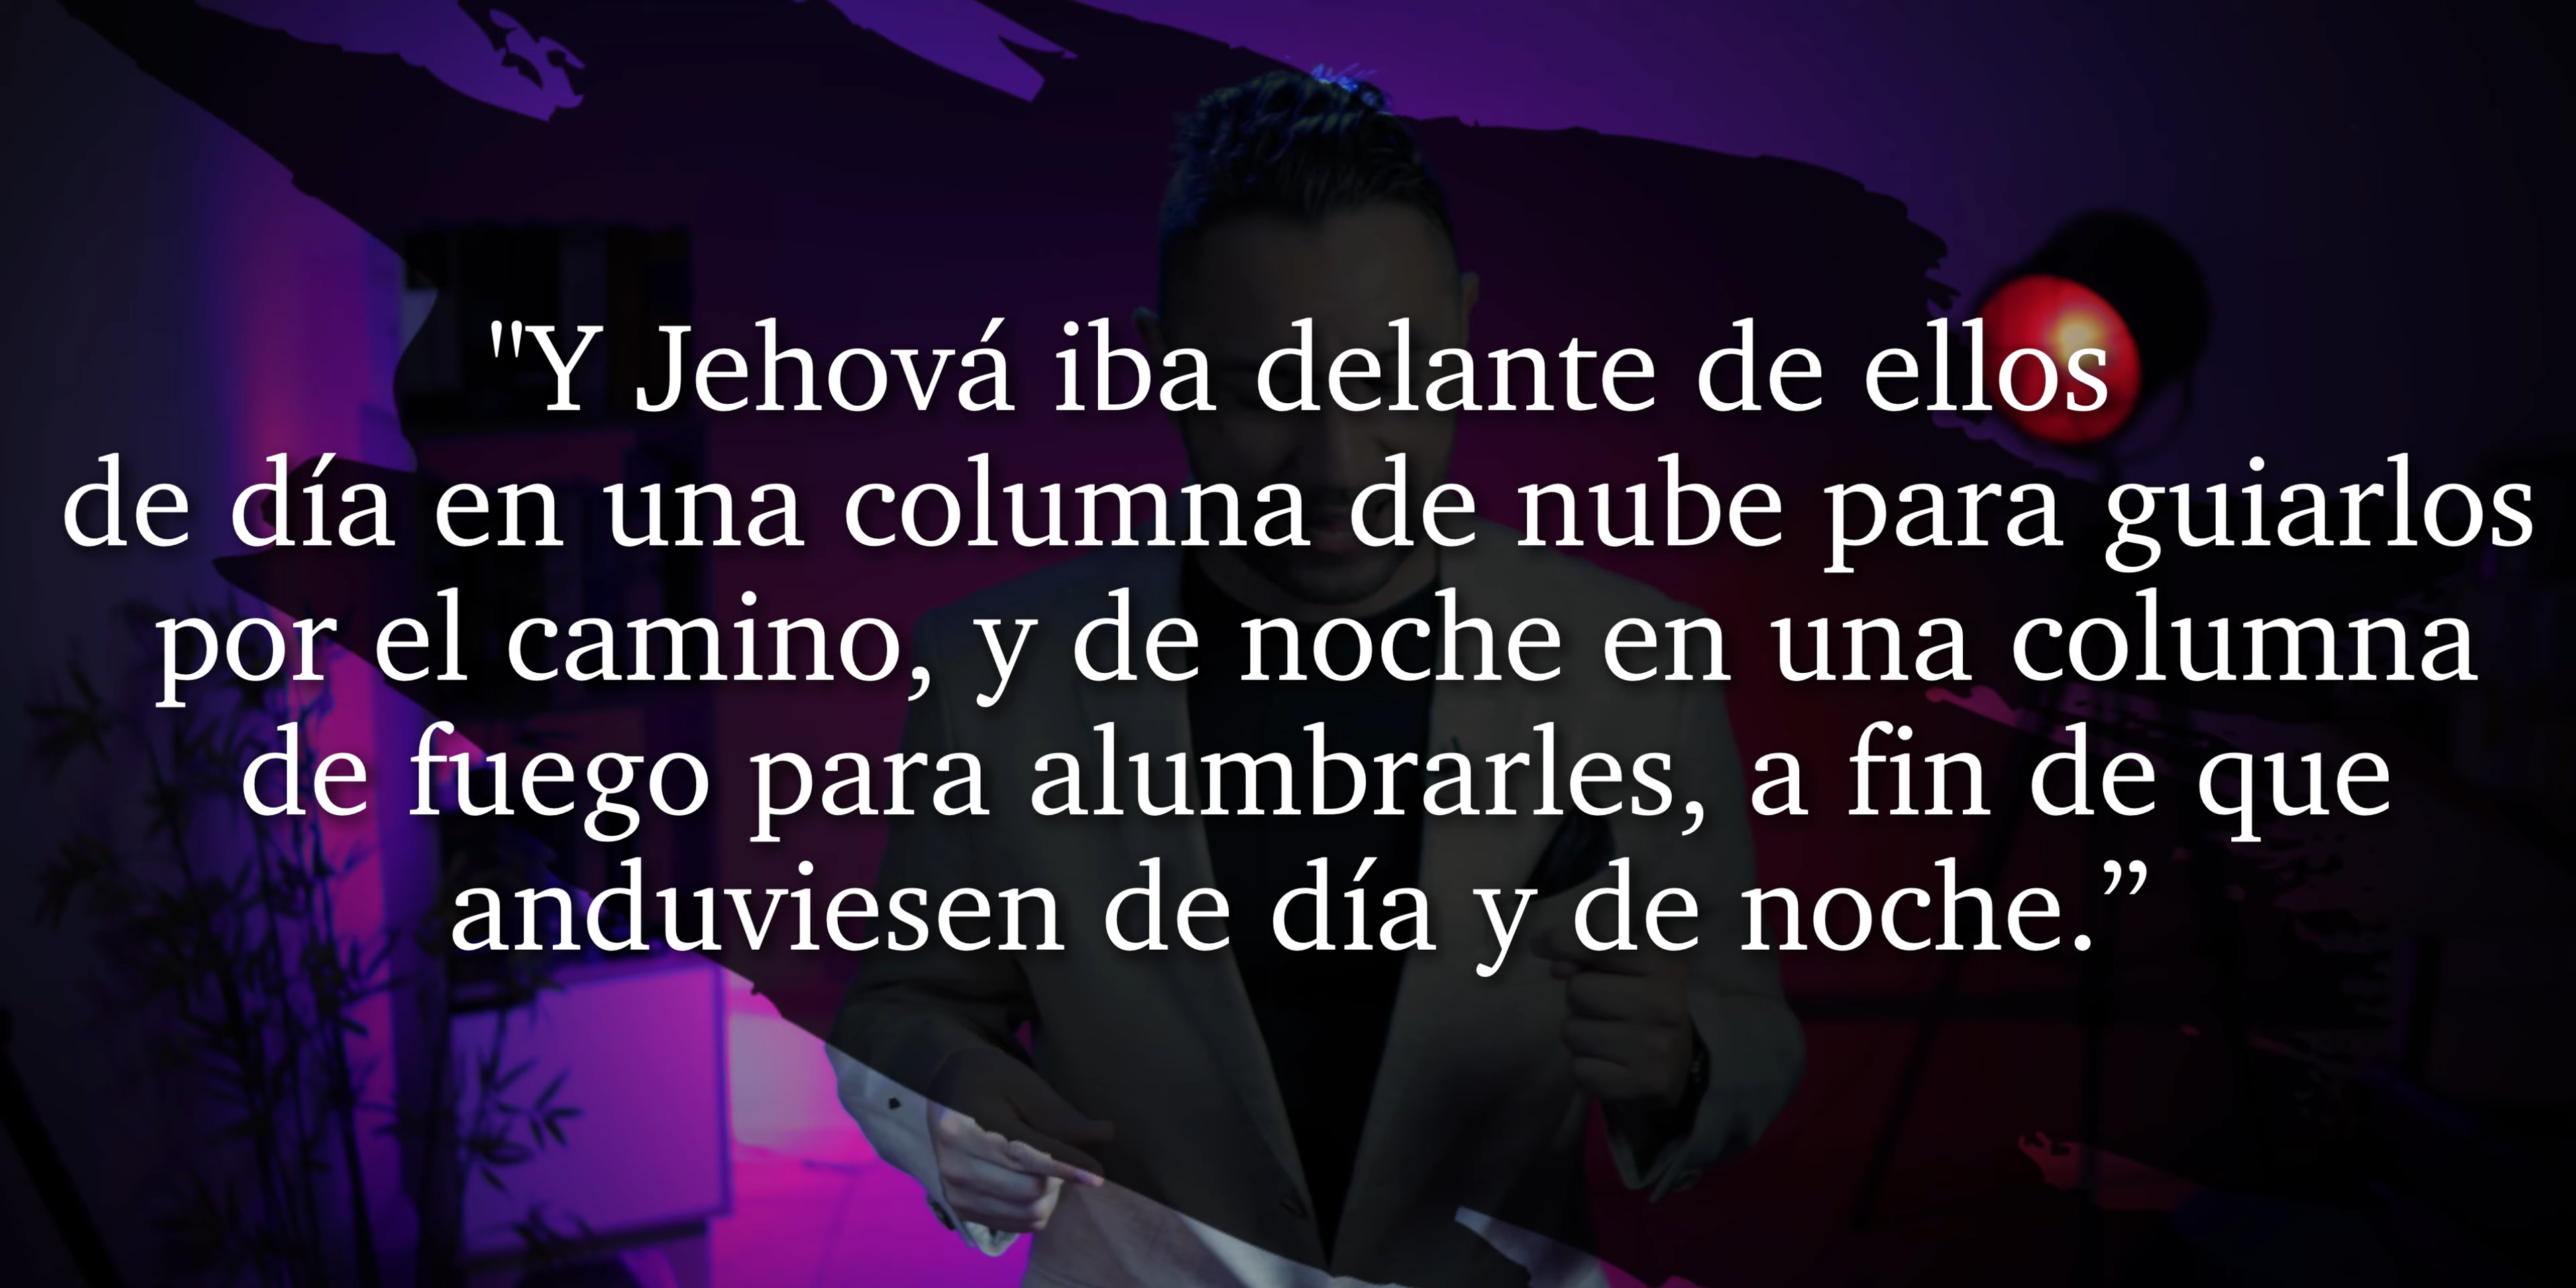 "Y Jehová iba delante de ellos
de día en una columna de nube para guiarlos
por el camino, y de noche en una columna
de fuego para alumbrarles, a fin de que
anduviesen de día y de noche.”